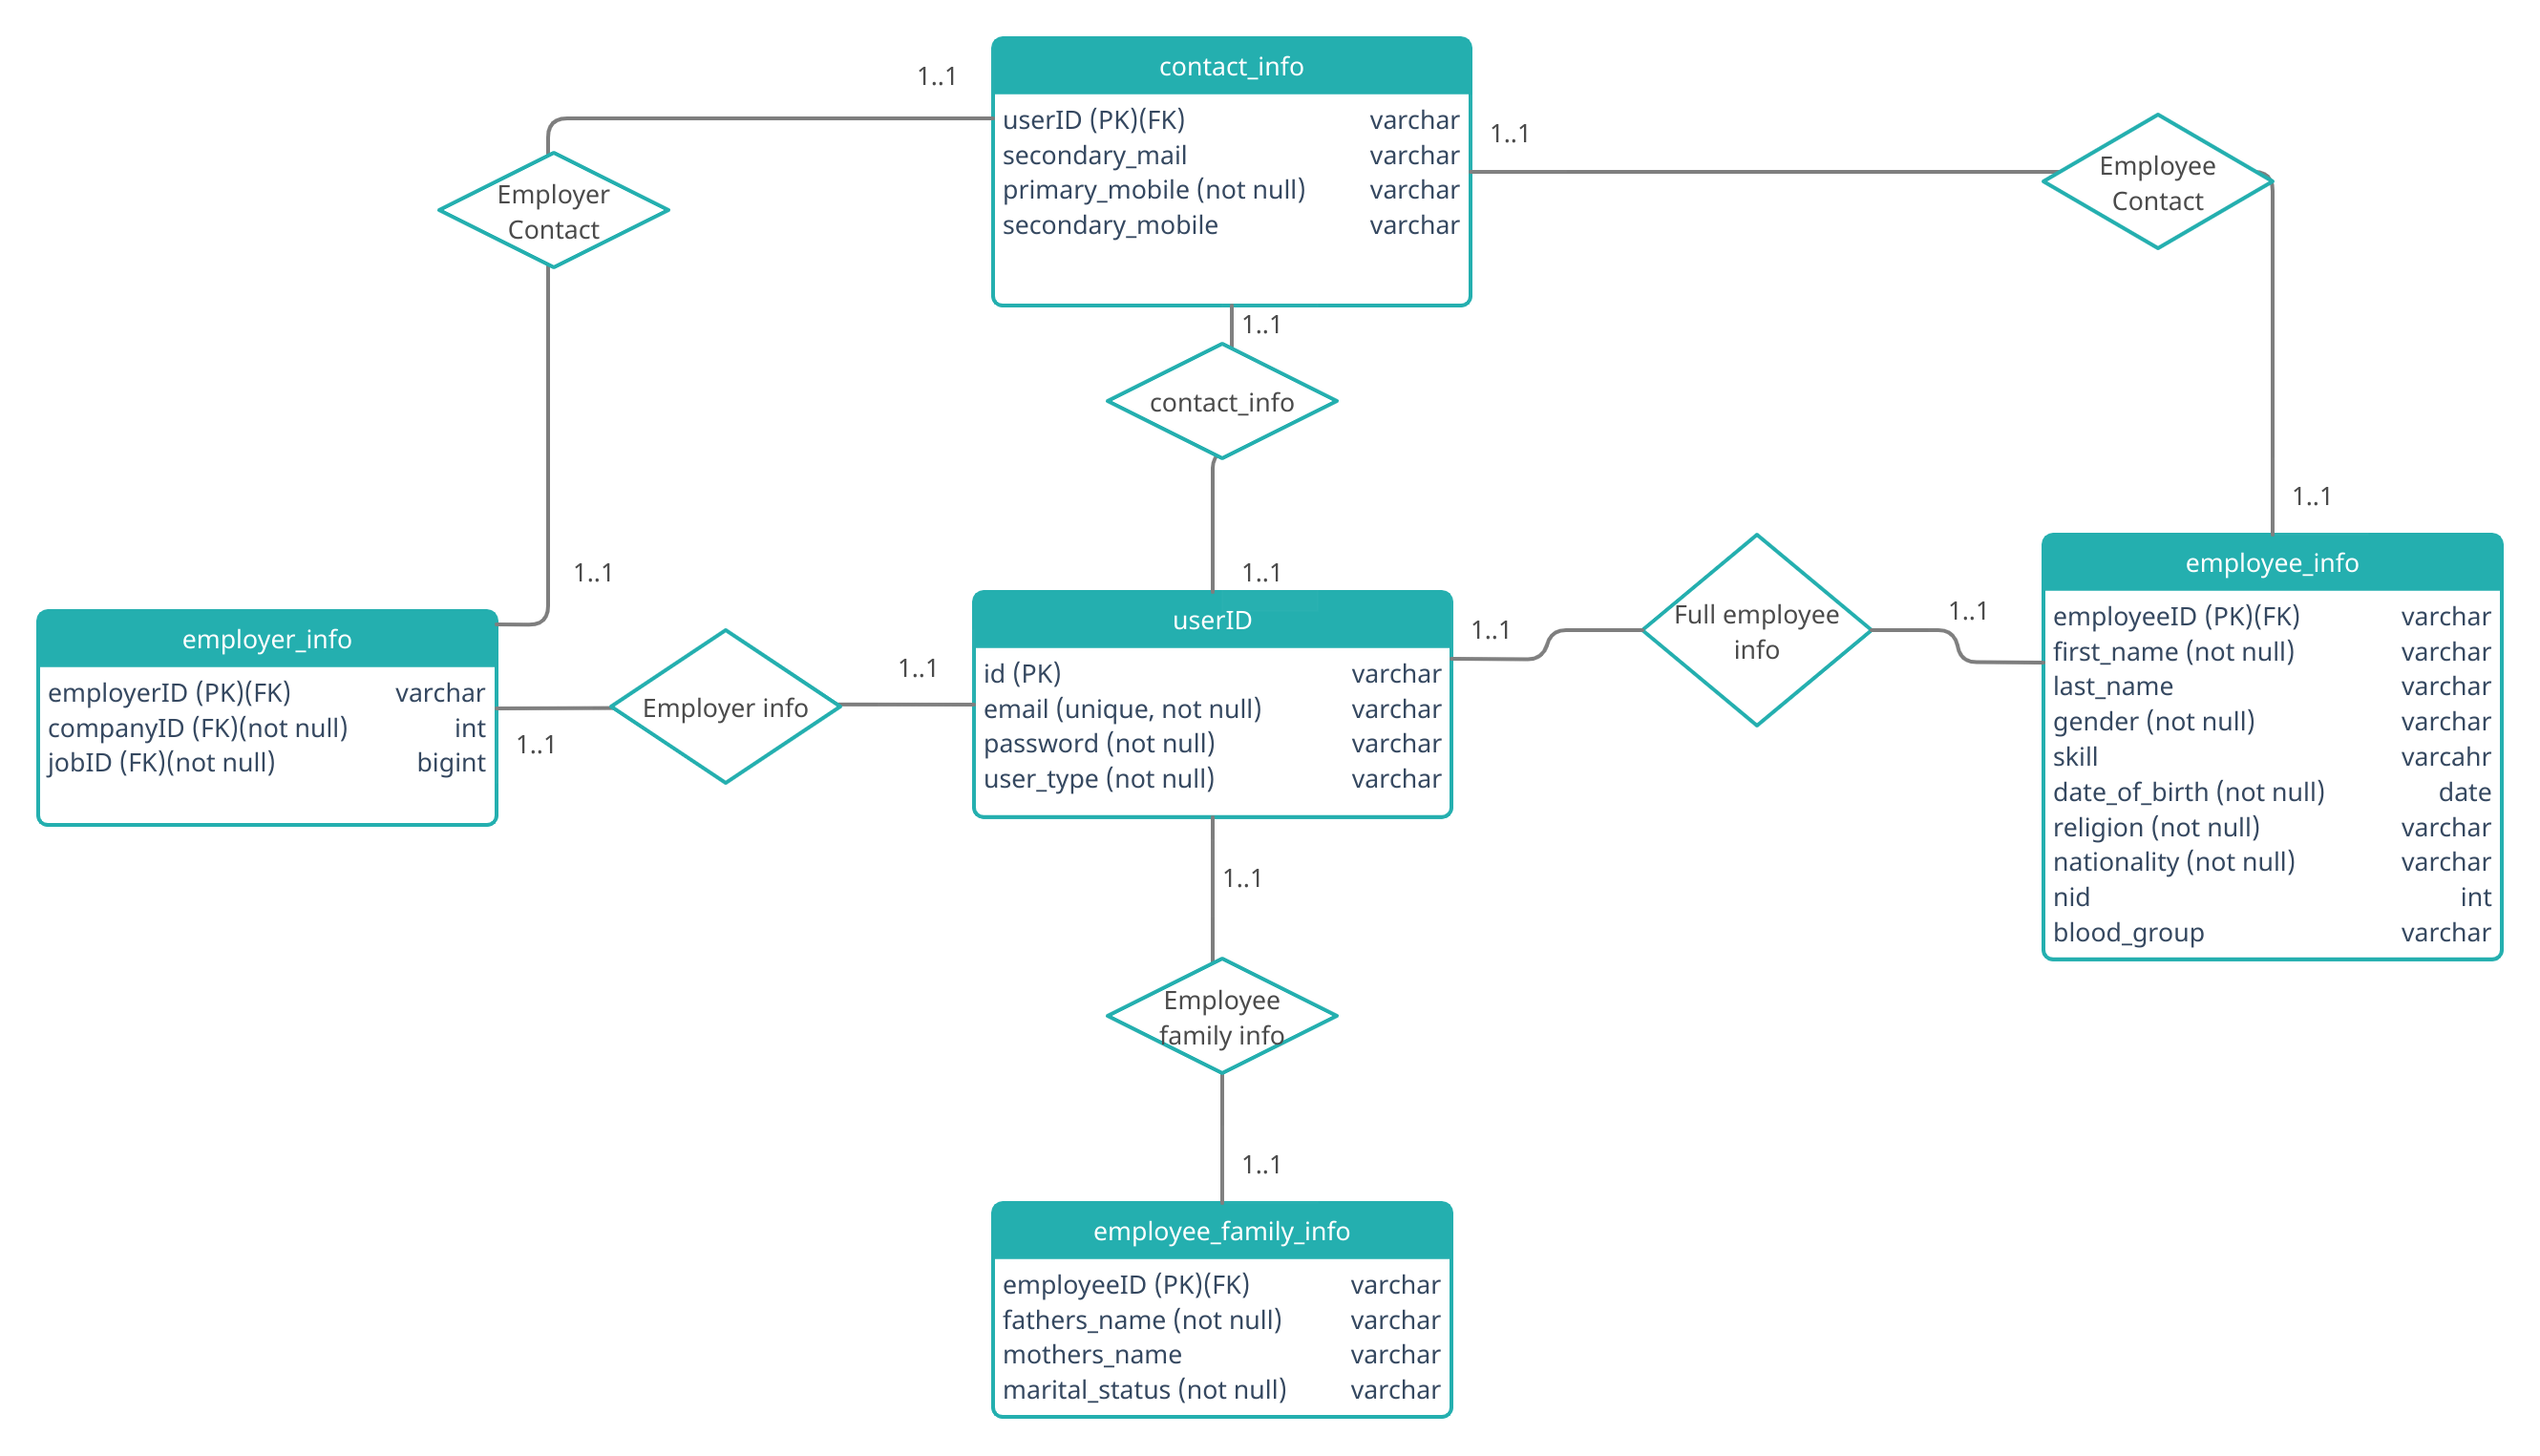 contact_info
userID (PK)(FK) varchar
secondary_mail varchar
primary_mobile (not null) varchar
secondary_mobile varchar
1..1
1..1
Employer
Contact
Employee
Contact
1..1
contact_info
1..1
1..1
1..1
employer_info
employerID (PK)(FK) varchar
companyID (FK)(not null) int
jobID (FK)(not null) bigint
1..1
Employer info
1..1
userID
id (PK) varchar
email (unique, not null) varchar
password (not null) varchar
user_type (not null) varchar
1..1
Full employee
info
1..1
employee_info
employeeID (PK)(FK) varchar
first_name (not null) varchar
last_name varchar
gender (not null) varchar
skill varcahr
date_of_birth (not null) date
religion (not null) varchar
nationality (not null) varchar
nid int
blood_group varchar
1..1
Employee
family info
1..1
employee_family_info
employeeID (PK)(FK) varchar
fathers_name (not null) varchar
mothers_name varchar
marital_status (not null) varchar